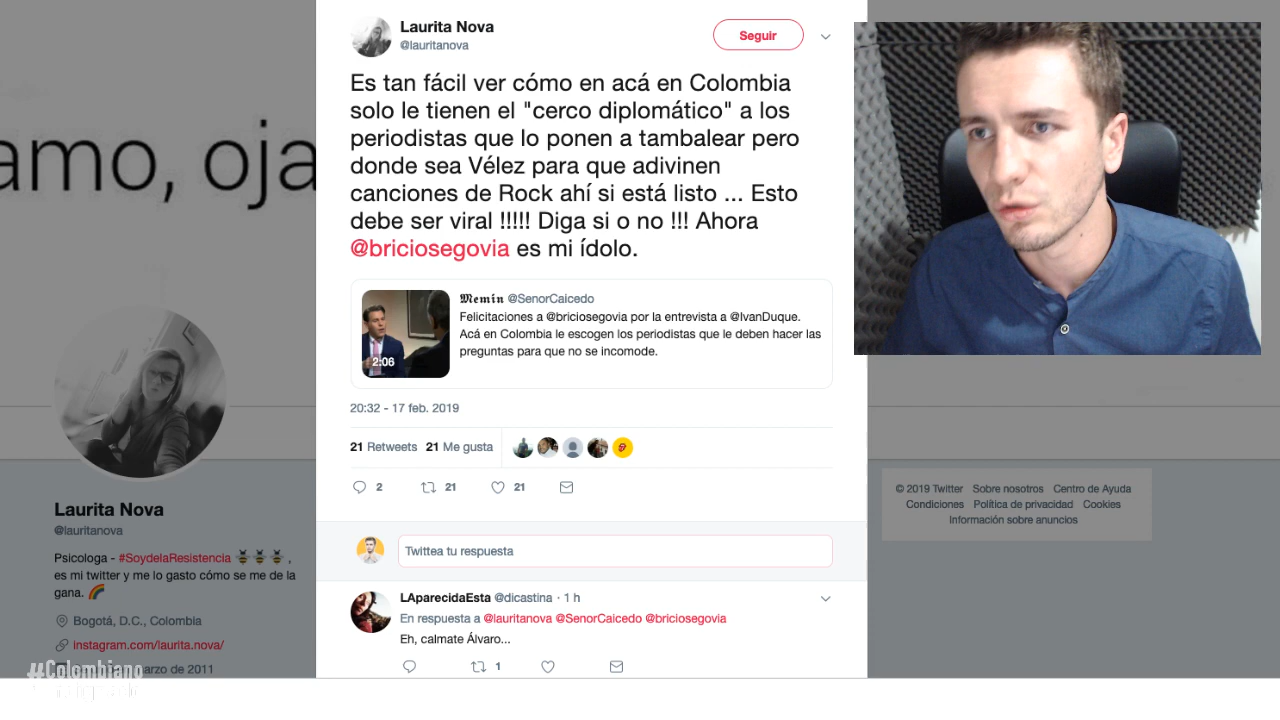 amo, oja
Laurita Nova
@lauritanova
Seguir
Es tan fácil ver cómo en acá en Colombia
solo le tienen el "cerco diplomático" a los
periodistas que lo ponen a tambalear pero
donde sea Vélez para que adivinen
canciones de Rock ahí si está listo ... Esto
debe ser viral !!!!! Diga si o no !!! Ahora
@briciosegovia es mi ídolo.
𝕸𝖊𝖒í𝖓 @SenorCaicedo
Felicitaciones a @briciosegovia por la entrevista a @IvanDuque.
Acá en Colombia le escogen los periodistas que le deben hacer las
preguntas para que no se incomode.
2:06
20:32 - 17 feb. 2019
21 Retweets 21 Me gusta
2 21 21
Twittea tu respuesta
LAparecidaEsta @dicastina · 1 h
En respuesta a @lauritanova @SenorCaicedo @briciosegovia
Eh, calmate Álvaro...
1
Laurita Nova
@lauritanova
Psicologa - #SoydelaResistencia 🐝🐝🐝 ,
es mi twitter y me lo gasto cómo se me de la
gana. 🌈
Bogotá, D.C., Colombia
instagram.com/laurita.nova/
marzo de 2011
#Colombiano
© 2019 Twitter Sobre nosotros Centro de Ayuda
Condiciones Política de privacidad Cookies
Información sobre anuncios